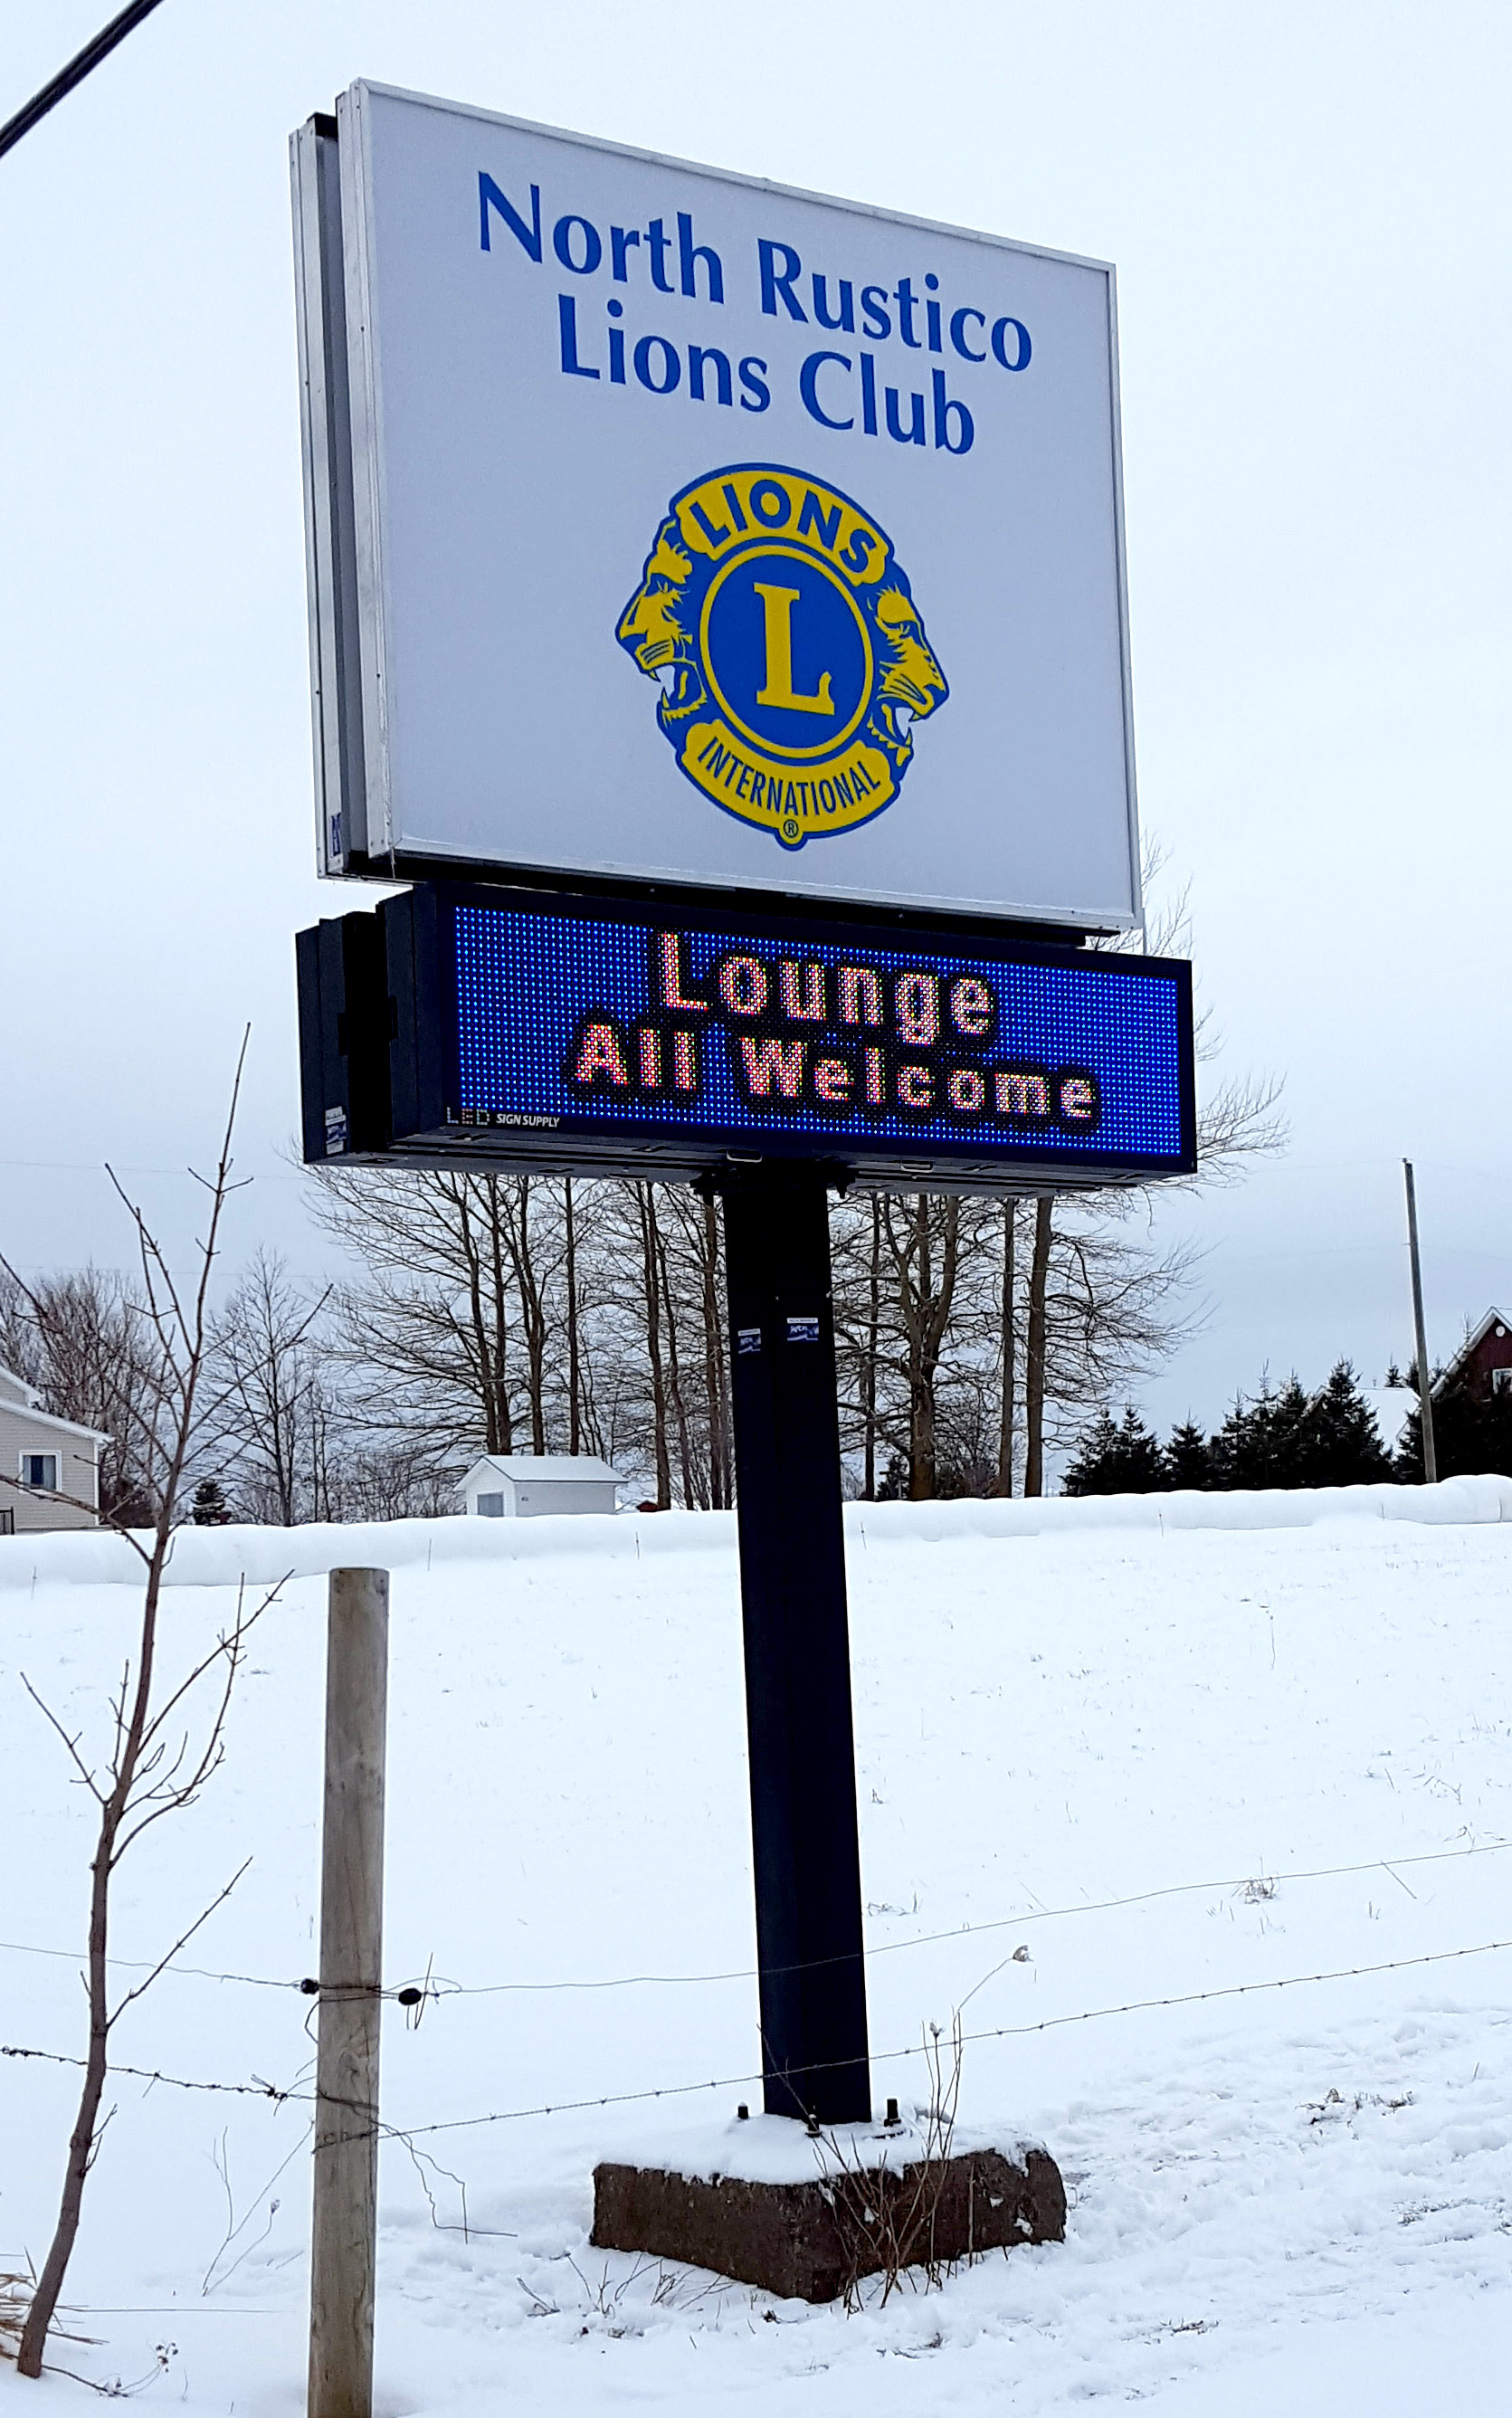 North Rustico
Lions Club
LIONS
L
INTERNATIONAL
®
Lounge
All Welcome
LED SIGN SUPPLY